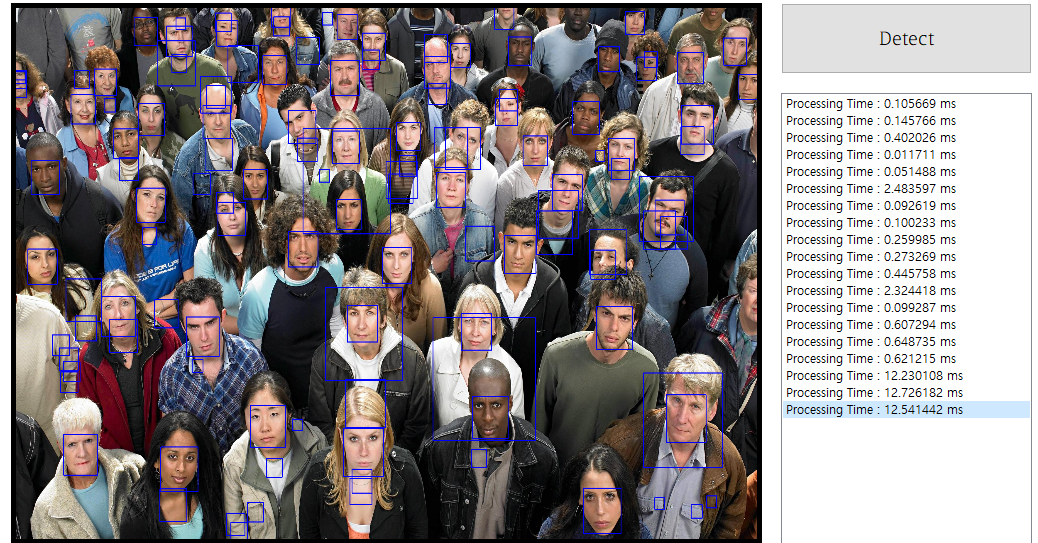 Detect
Processing Time : 0.105669 ms
Processing Time : 0.145766 ms
Processing Time : 0.402026 ms
Processing Time : 0.011711 ms
Processing Time : 0.051488 ms
Processing Time : 2.483597 ms
Processing Time : 0.092619 ms
Processing Time : 0.100233 ms
Processing Time : 0.259985 ms
Processing Time : 0.273269 ms
Processing Time : 0.445758 ms
Processing Time : 2.324418 ms
Processing Time : 0.099287 ms
Processing Time : 0.607294 ms
Processing Time : 0.648735 ms
Processing Time : 0.621215 ms
Processing Time : 12.230108 ms
Processing Time : 12.726182 ms
Processing Time : 12.541442 ms
FOR LIFE